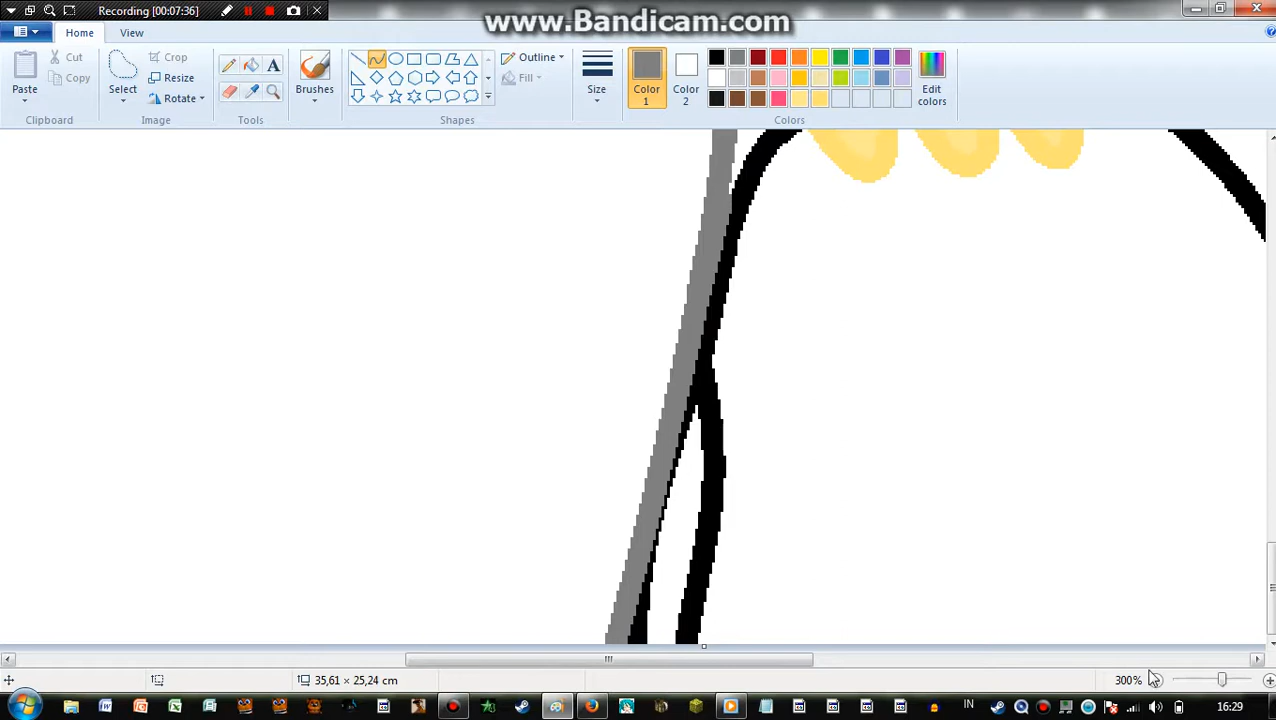 Recording [00:07:36]
www.Bandicam.com
Home View
Paste Cut Copy Clipboard
Select Crop Resize Rotate Image
A Tools
Brushes
Outline Fill Shapes
Size
Color 1 Color 2 Edit colors Colors
35,61 × 25,24 cm 300%
IN 16:29